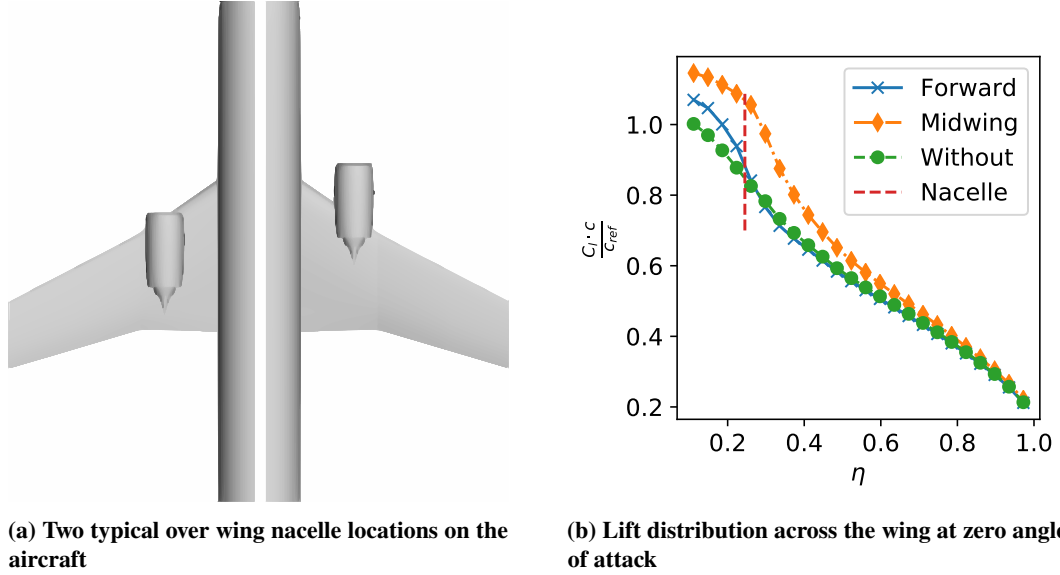 Forward
Midwing
Without
Nacelle
1.0
0.8
0.6
0.4
0.2
C_l · c
c_ref
0.2 0.4 0.6 0.8 1.0
η
(a) Two typical over wing nacelle locations on the
aircraft
(b) Lift distribution across the wing at zero angle
of attack